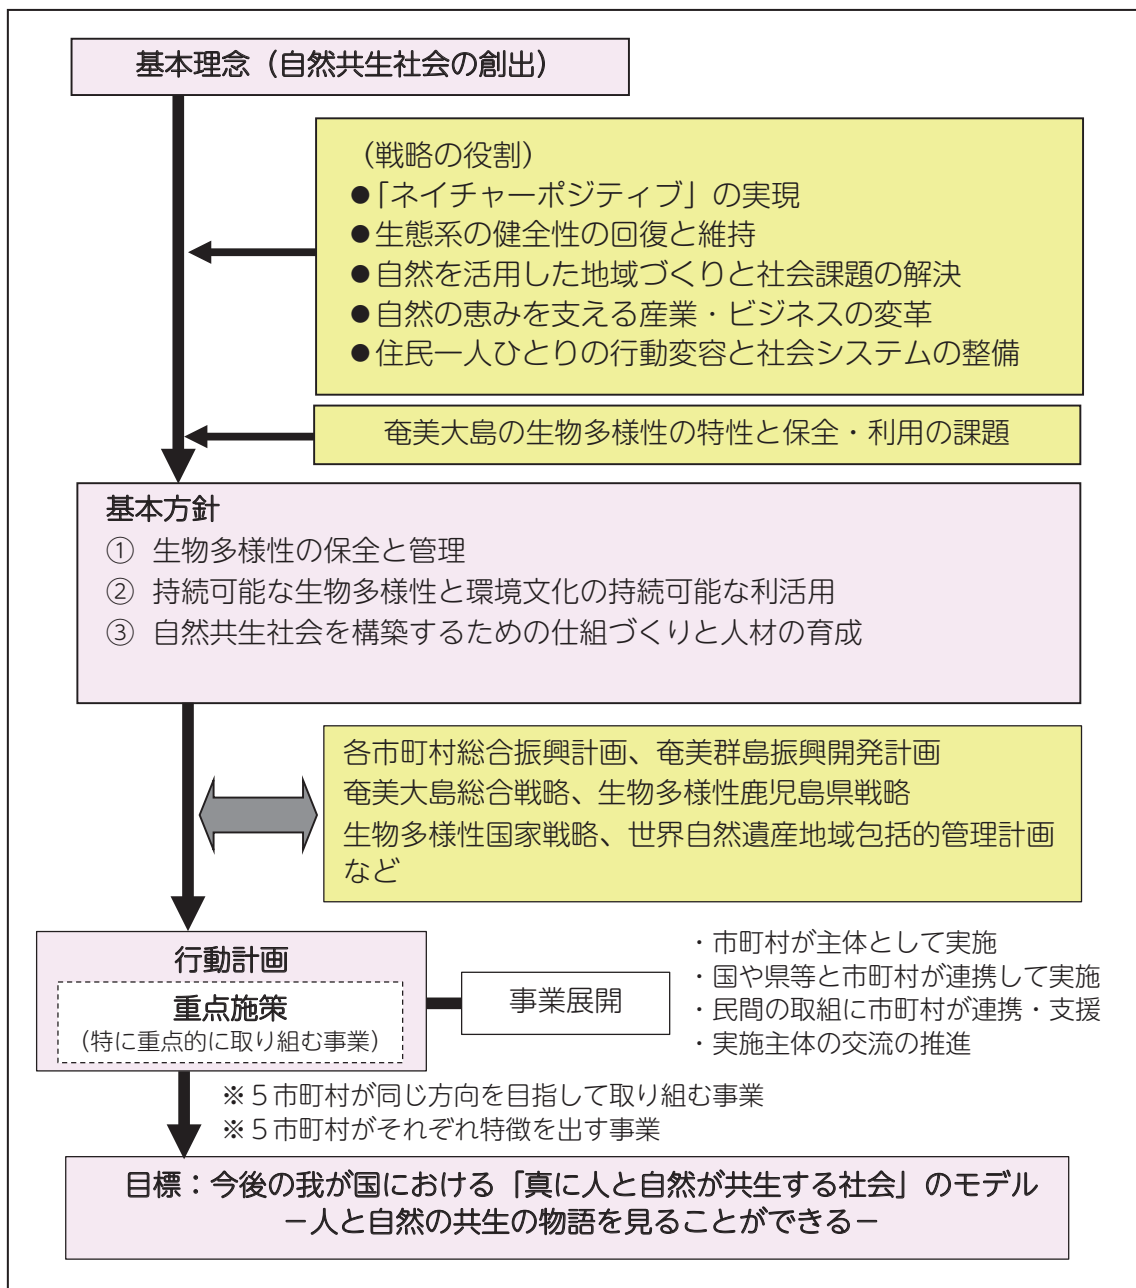 基本理念（自然共生社会の創出）
（戦略の役割）
●「ネイチャーポジティブ」の実現
●生態系の健全性の回復と維持
●自然を活用した地域づくりと社会課題の解決
●自然の恵みを支える産業・ビジネスの変革
●住民一人ひとりの行動変容と社会システムの整備
奄美大島の生物多様性の特性と保全・利用の課題
基本方針
① 生物多様性の保全と管理
② 持続可能な生物多様性と環境文化の持続可能な利活用
③ 自然共生社会を構築するための仕組づくりと人材の育成
各市町村総合振興計画、奄美群島振興開発計画
奄美大島総合戦略、生物多様性鹿児島県戦略
生物多様性国家戦略、世界自然遺産地域包括的管理計画
など
行動計画
重点施策
（特に重点的に取り組む事業）
事業展開
・市町村が主体として実施
・国や県等と市町村が連携して実施
・民間の取組に市町村が連携・支援
・実施主体の交流の推進
※５市町村が同じ方向を目指して取り組む事業
※５市町村がそれぞれ特徴を出す事業
目標：今後の我が国における「真に人と自然が共生する社会」のモデル
－人と自然の共生の物語を見ることができる－